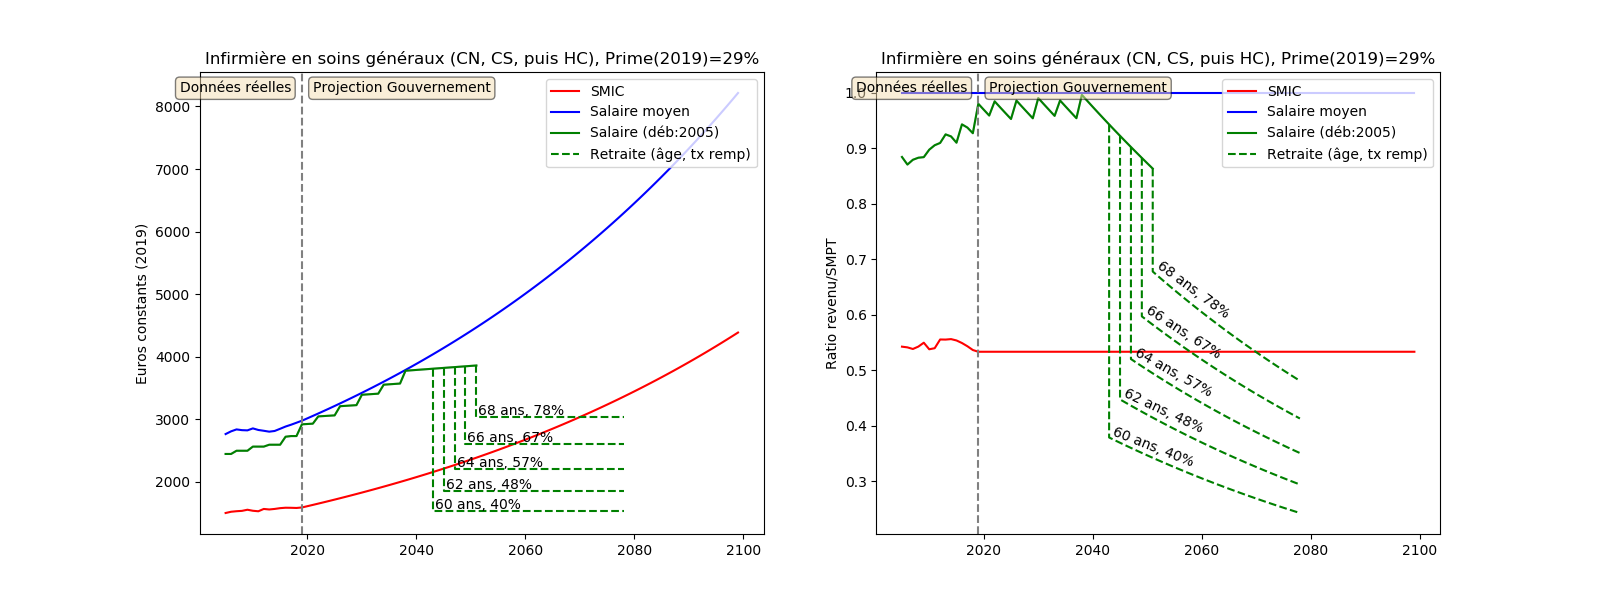 Infirmière en soins généraux (CN, CS, puis HC), Prime(2019)=29%
Données réelles
Projection Gouvernement
SMIC
Salaire moyen
Salaire (déb:2005)
Retraite (âge, tx remp)
Euros constants (2019)
8000
7000
6000
5000
4000
3000
2000
68 ans, 78%
66 ans, 67%
64 ans, 57%
62 ans, 48%
60 ans, 40%
2020
2040
2060
2080
2100
Infirmière en soins généraux (CN, CS, puis HC), Prime(2019)=29%
Données réelles
Projection Gouvernement
SMIC
Salaire moyen
Salaire (déb:2005)
Retraite (âge, tx remp)
Ratio revenu/SMPT
1.0
0.9
0.8
0.7
0.6
0.5
0.4
0.3
68 ans, 78%
66 ans, 67%
64 ans, 57%
62 ans, 48%
60 ans, 40%
2020
2040
2060
2080
2100